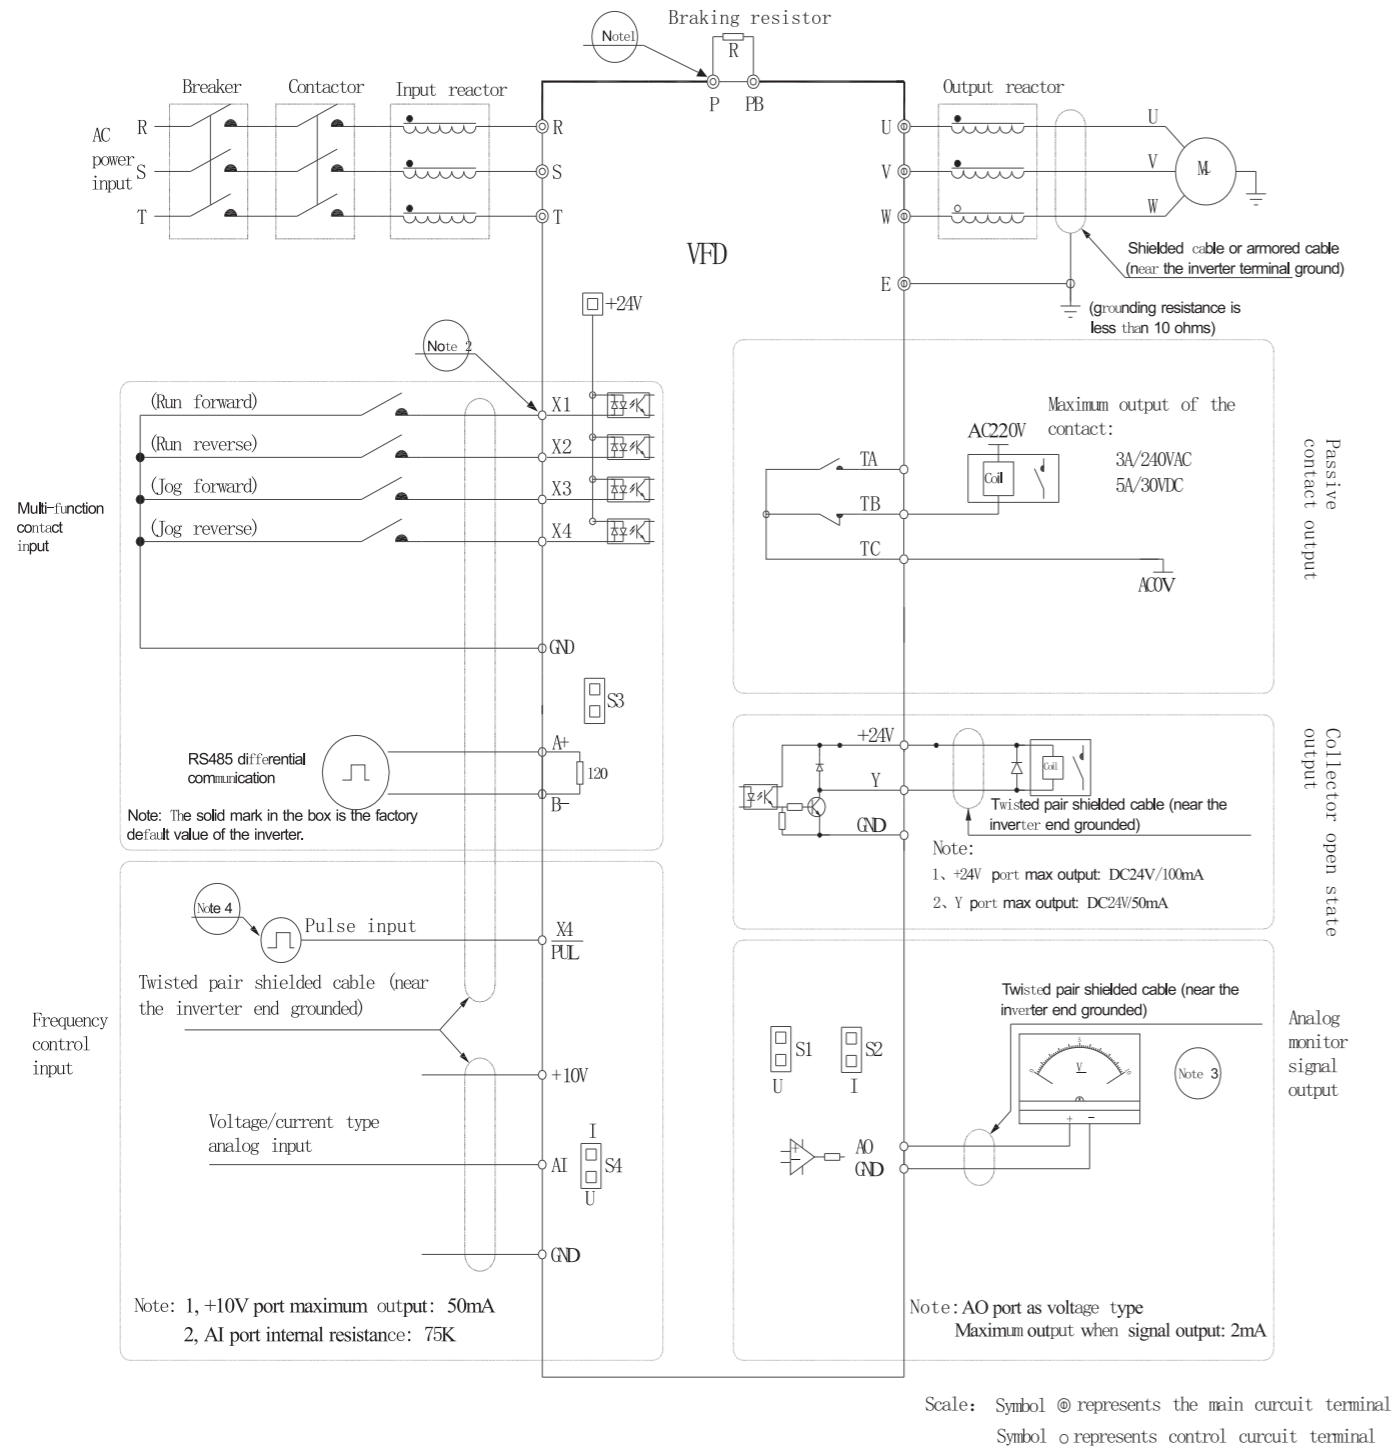 Braking resistor
Note1
R
P PB
Breaker Contactor Input reactor
AC
power
input
R
S
T
R
S
T
VFD
Output reactor
U
V
W
U
V
W
M
E
Shielded cable or armored cable
(near the inverter terminal ground)
(grounding resistance is
less than 10 ohms)
+24V
Note 2
Multi-function
contact
input
(Run forward) X1
(Run reverse) X2
(Jog forward) X3
(Jog reverse) X4
GND
S3
RS485 differential
communication
A+
120
B-
Note: The solid mark in the box is the factory
default value of the inverter.
Maximum output of the
contact:
3A/240VAC
5A/30VDC
AC220V
Coil
TA
TB
TC
AC0V
Passive
contact output
+24V
Y
GND
Coil
Twisted pair shielded cable (near the
inverter end grounded)
Note:
1、+24V port max output: DC24V/100mA
2、Y port max output: DC24V/50mA
Collector open state
output
Frequency
control
input
Note 4
Pulse input
X4
PUL
Twisted pair shielded cable (near
the inverter end grounded)
+10V
Voltage/current type
analog input
AI
I
S4
U
GND
Note: 1, +10V port maximum output: 50mA
2, AI port internal resistance: 75K
Twisted pair shielded cable (near the
inverter end grounded)
Analog
monitor
signal
output
S1
U
S2
I
0
5
10
V
+ −
Note 3
AO
GND
Note: AO port as voltage type
Maximum output when signal output: 2mA
Scale: Symbol represents the main curcuit terminal
Symbol represents control curcuit terminal